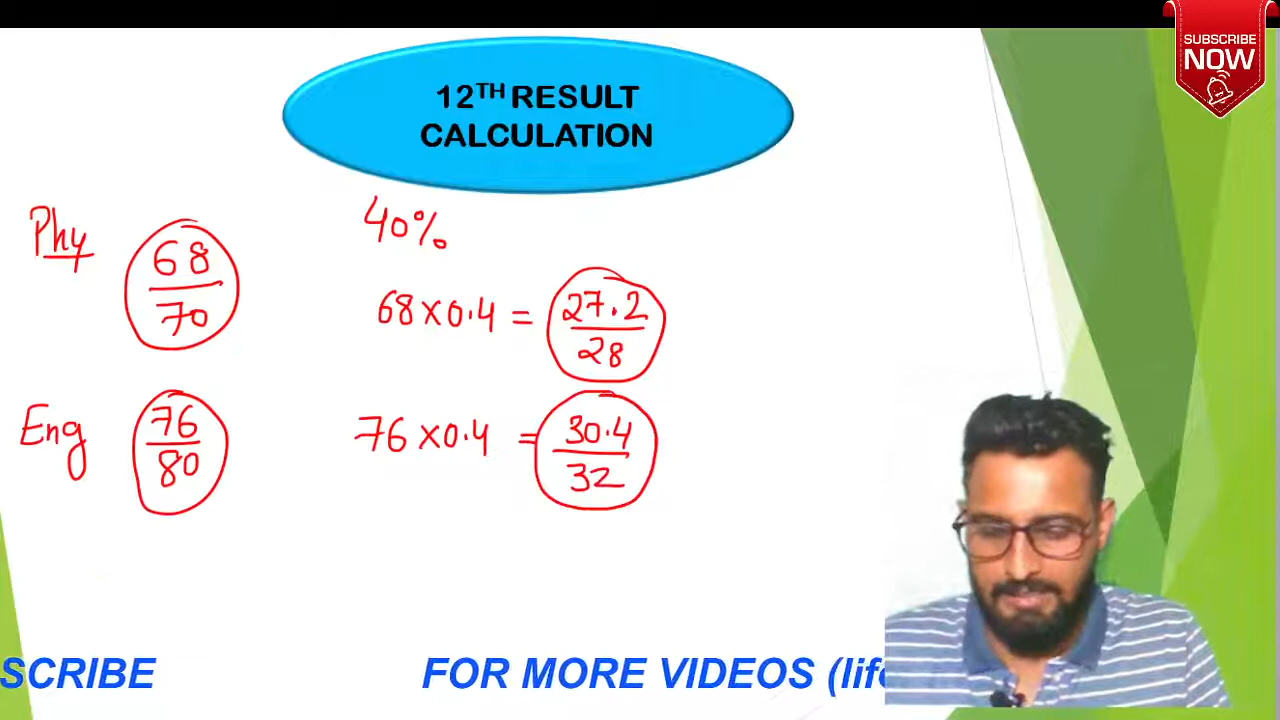 SUBSCRIBE
NOW
12TH RESULT
CALCULATION
Phy
68
70
40%
68×0.4 = 27.2
28
Eng
76
80
76×0.4 = 30.4
32
SCRIBE FOR MORE VIDEOS (life